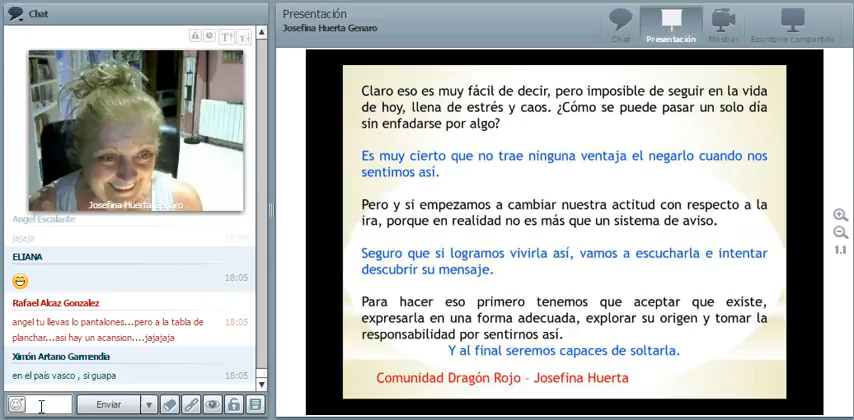 Chat
Josefina Huerta Genaro
Angel Escalante
jajaja
18:04
ELIANA
18:05
Rafael Alcaz Gonzalez
angel tu llevas lo pantalones...pero a la tabla de
planchar...asi hay un acansion....jajajaja
18:05
Ximón Artano Garmendia
en el país vasco , si guapa
18:05
Enviar
Presentación
Josefina Huerta Genaro
Chat
Presentación
Mostrar
Escritorio compartido
Claro eso es muy fácil de decir, pero imposible de seguir en la vida
de hoy, llena de estrés y caos. ¿Cómo se puede pasar un solo día
sin enfadarse por algo?
Es muy cierto que no trae ninguna ventaja el negarlo cuando nos
sentimos así.
Pero y si empezamos a cambiar nuestra actitud con respecto a la
ira, porque en realidad no es más que un sistema de aviso.
Seguro que si logramos vivirla así, vamos a escucharla e intentar
descubrir su mensaje.
Para hacer eso primero tenemos que aceptar que existe,
expresarla en una forma adecuada, explorar su origen y tomar la
responsabilidad por sentirnos así.
Y al final seremos capaces de soltarla.
Comunidad Dragón Rojo - Josefina Huerta
1.1